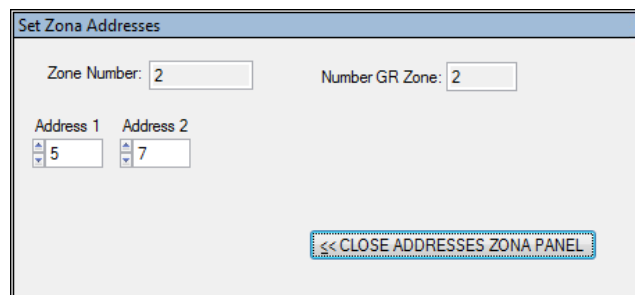 Set Zona Addresses
Zone Number: 2 Number GR Zone: 2
Address 1 Address 2
5 7
<< CLOSE ADDRESSES ZONA PANEL